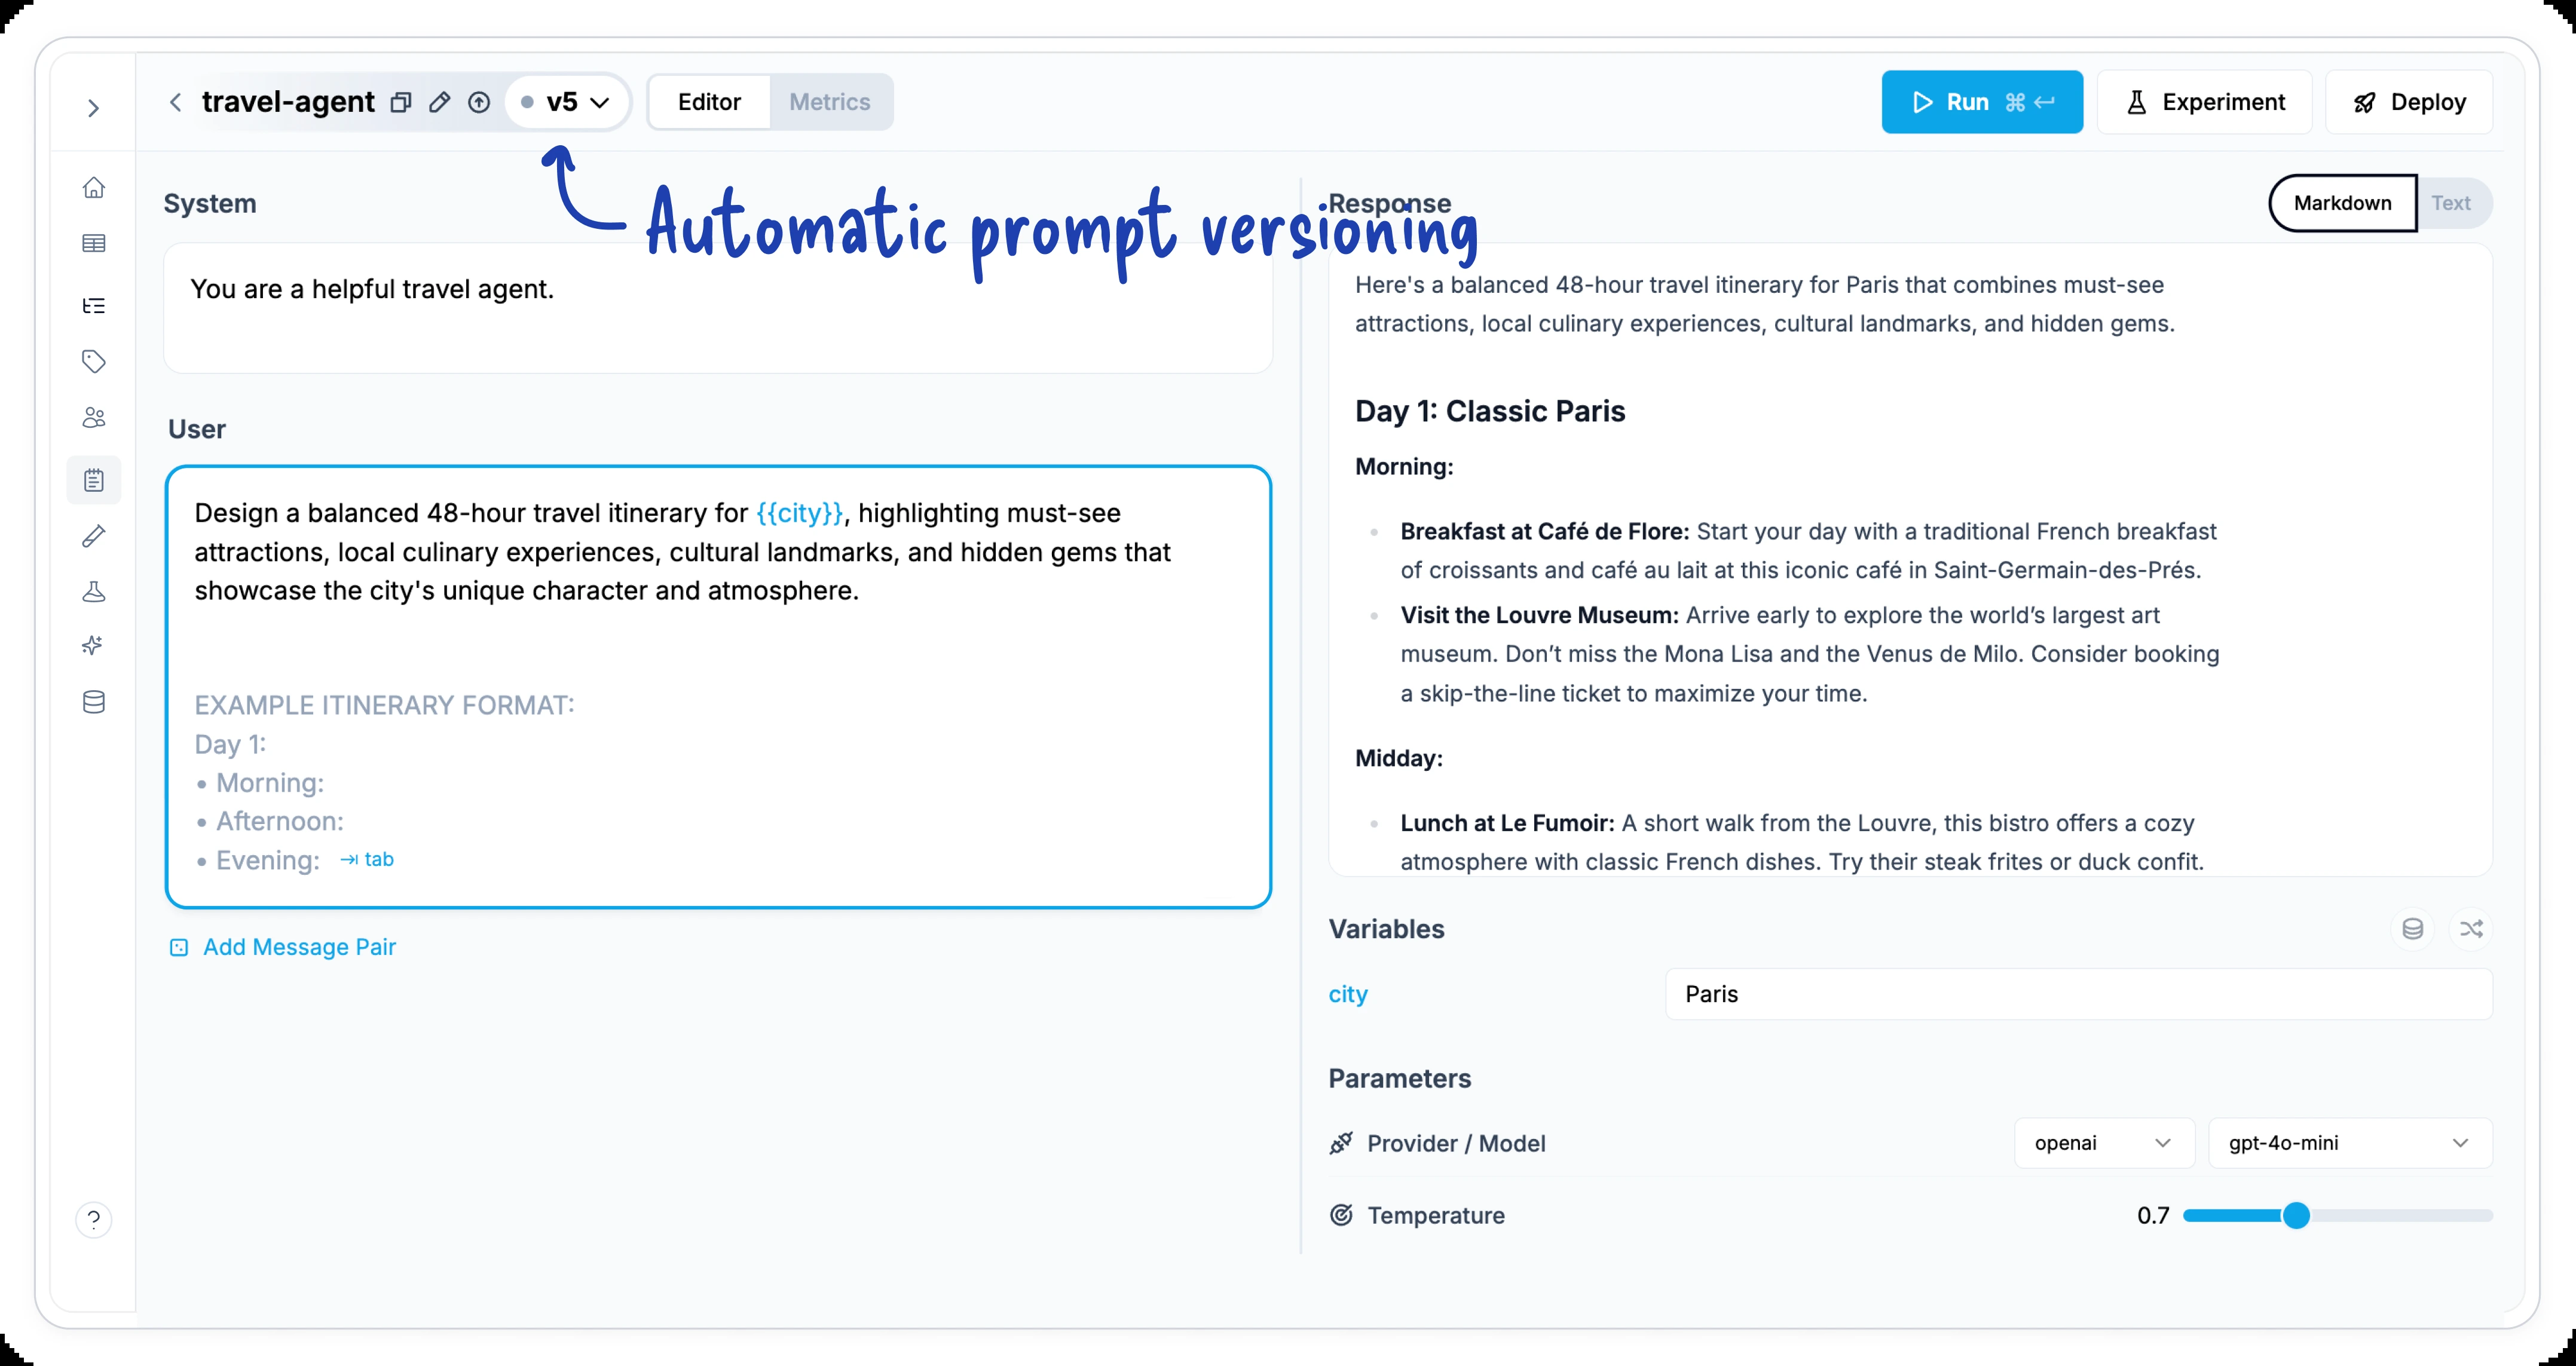 travel-agent
v5
Editor
Metrics
Run ⌘ ↵
Experiment
Deploy
Automatic prompt versioning
System
You are a helpful travel agent.
User
Design a balanced 48-hour travel itinerary for {{city}}, highlighting must-see
attractions, local culinary experiences, cultural landmarks, and hidden gems that
showcase the city's unique character and atmosphere.
EXAMPLE ITINERARY FORMAT:
Day 1:
• Morning:
• Afternoon:
• Evening: ⇥ tab
Add Message Pair
?
Response
Markdown
Text
Here's a balanced 48-hour travel itinerary for Paris that combines must-see
attractions, local culinary experiences, cultural landmarks, and hidden gems.
Day 1: Classic Paris
Morning:
• Breakfast at Café de Flore: Start your day with a traditional French breakfast
of croissants and café au lait at this iconic café in Saint-Germain-des-Prés.
• Visit the Louvre Museum: Arrive early to explore the world’s largest art
museum. Don’t miss the Mona Lisa and the Venus de Milo. Consider booking
a skip-the-line ticket to maximize your time.
Midday:
• Lunch at Le Fumoir: A short walk from the Louvre, this bistro offers a cozy
atmosphere with classic French dishes. Try their steak frites or duck confit.
Variables
city
Paris
Parameters
Provider / Model
openai
gpt-4o-mini
Temperature
0.7